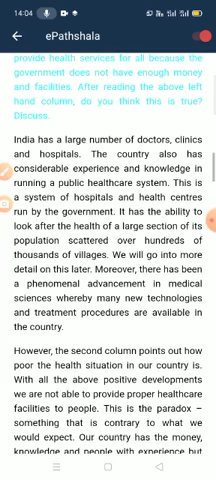 14:04
ePathshala
provide health services for all because the
government does not have enough money
and facilities. After reading the above left
hand column, do you think this is true?
Discuss.
India has a large number of doctors, clinics
and hospitals. The country also has
considerable experience and knowledge in
running a public healthcare system. This is
a system of hospitals and health centres
run by the government. It has the ability to
look after the health of a large section of its
population scattered over hundreds of
thousands of villages. We will go into more
detail on this later. Moreover, there has been
a phenomenal advancement in medical
sciences whereby many new technologies
and treatment procedures are available in
the country.
However, the second column points out how
poor the health situation in our country is.
With all the above positive developments
we are not able to provide proper healthcare
facilities to people. This is the paradox –
something that is contrary to what we
would expect. Our country has the money,
knowledge and people with experience but